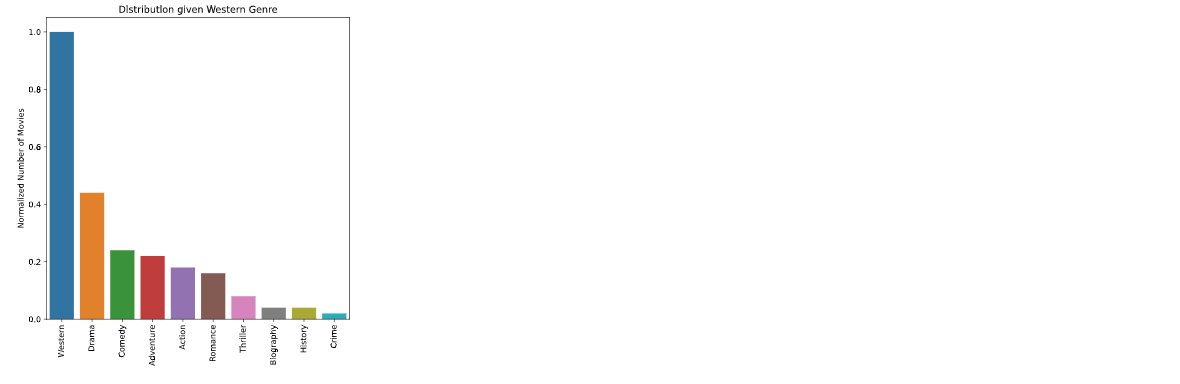 Distribution given Western Genre
Normalized Number of Movies
1.0
0.8
0.6
0.4
0.2
0.0
Western
Drama
Comedy
Adventure
Action
Romance
Thriller
Biography
History
Crime